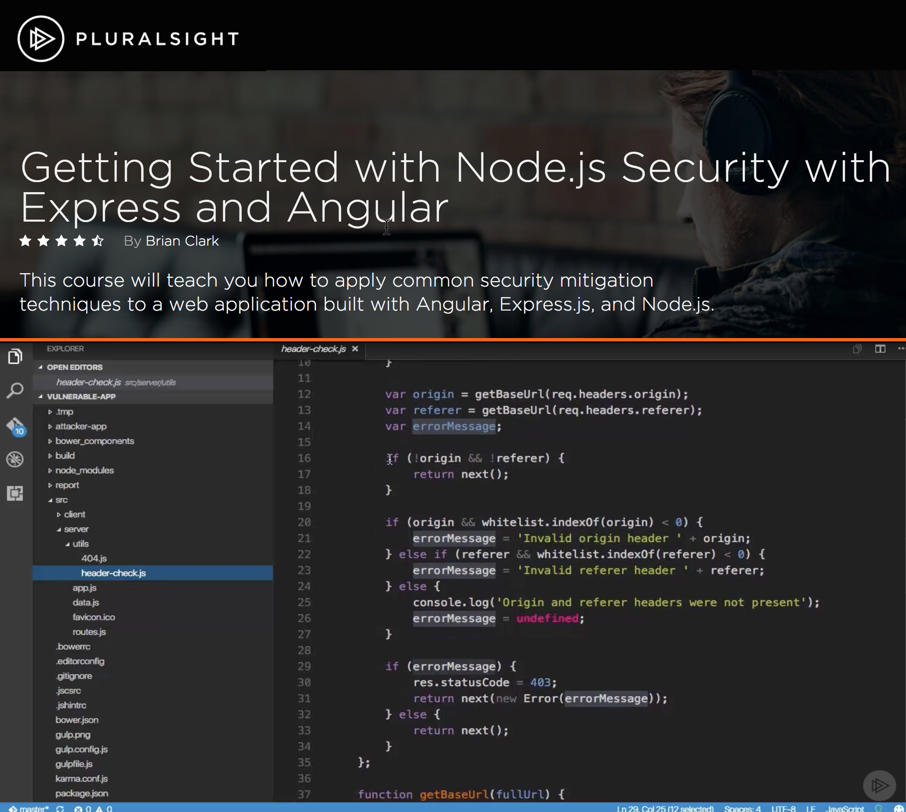 PLURALSIGHT
Getting Started with Node.js Security with
Express and Angular
By Brian Clark
This course will teach you how to apply common security mitigation
techniques to a web application built with Angular, Express.js, and Node.js.
EXPLORER
OPEN EDITORS
header-check.js src/server/utils
VULNERABLE-APP
.tmp
attacker-app
bower_components
build
node_modules
report
src
client
server
utils
404.js
header-check.js
app.js
data.js
favicon.ico
routes.js
.bowerrc
.editorconfig
.gitignore
.jscsrc
.jshintrc
bower.json
gulp.png
gulp.config.js
gulpfile.js
karma.conf.js
package.json
10
header-check.js
10 }
11
12 var origin = getBaseUrl(req.headers.origin);
13 var referer = getBaseUrl(req.headers.referer);
14 var errorMessage;
15
16 if (!origin && !referer) {
17 return next();
18 }
19
20 if (origin && whitelist.indexOf(origin) < 0) {
21 errorMessage = 'Invalid origin header ' + origin;
22 } else if (referer && whitelist.indexOf(referer) < 0) {
23 errorMessage = 'Invalid referer header ' + referer;
24 } else {
25 console.log('Origin and referer headers were not present');
26 errorMessage = undefined;
27 }
28
29 if (errorMessage) {
30 res.statusCode = 403;
31 return next(new Error(errorMessage));
32 } else {
33 return next();
34 }
35 };
36
37 function getBaseUrl(fullUrl) {
master* 0 0 Ln 29, Col 25 (12 selected) Spaces: 4 UTF-8 LF JavaScript